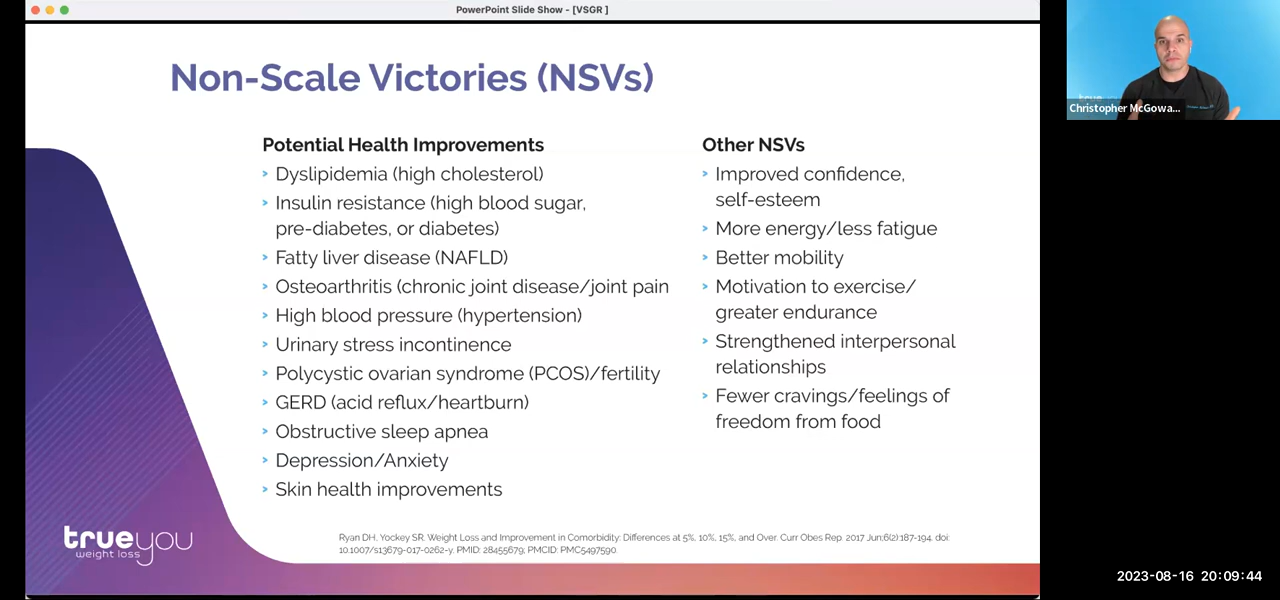 PowerPoint Slide Show - [VSGR ]
Non-Scale Victories (NSVs)
Potential Health Improvements
› Dyslipidemia (high cholesterol)
› Insulin resistance (high blood sugar,
pre-diabetes, or diabetes)
› Fatty liver disease (NAFLD)
› Osteoarthritis (chronic joint disease/joint pain
› High blood pressure (hypertension)
› Urinary stress incontinence
› Polycystic ovarian syndrome (PCOS)/fertility
› GERD (acid reflux/heartburn)
› Obstructive sleep apnea
› Depression/Anxiety
› Skin health improvements
Other NSVs
› Improved confidence,
self-esteem
› More energy/less fatigue
› Better mobility
› Motivation to exercise/
greater endurance
› Strengthened interpersonal
relationships
› Fewer cravings/feelings of
freedom from food
trueyou
weight loss
Ryan DH, Yockey SR. Weight Loss and Improvement in Comorbidity: Differences at 5%, 10%, 15%, and Over. Curr Obes Rep. 2017 Jun;6(2):187-194. doi:
10.1007/s13679-017-0262-y. PMID: 28455679; PMCID: PMC5497590.
Christopher McGowa...
2023-08-16 20:09:44